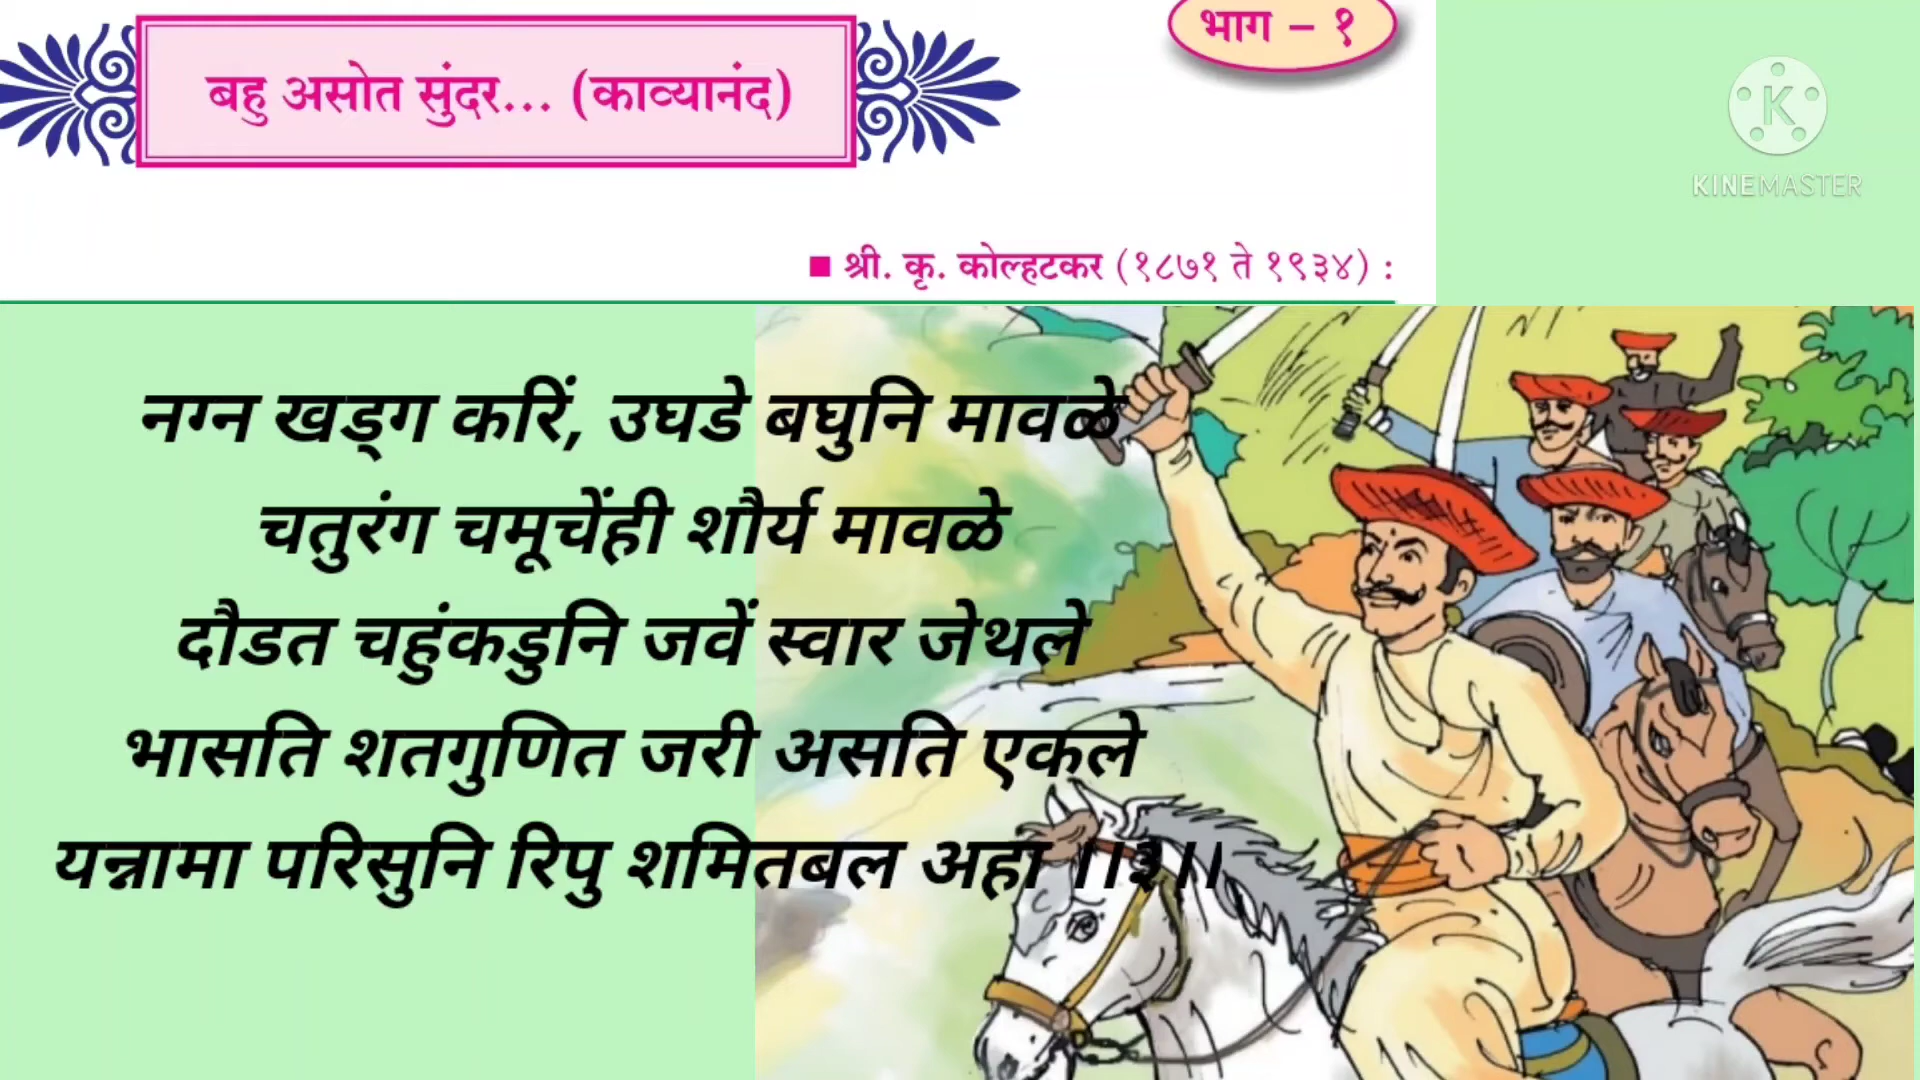 भाग – १
बहु असोत सुंदर... (काव्यानंद)
K
KINEMASTER
■ श्री. कृ. कोल्हटकर (१८७१ ते १९३४) :
नग्न खड्ग करिं, उघडे बघुनि मावळे
चतुरंग चमूचेंही शौर्य मावळे
दौडत चहुंकडुनि जवें स्वार जेथले
भासति शतगुणित जरी असति एकले
यन्नामा परिसुनि रिपु शमितबल अहा ।।३।।